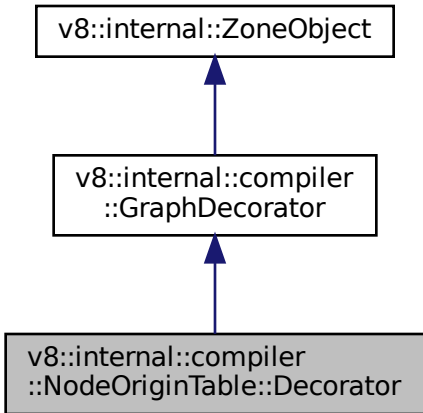 v8::internal::ZoneObject
v8::internal::compiler
::GraphDecorator
v8::internal::compiler
::NodeOriginTable::Decorator